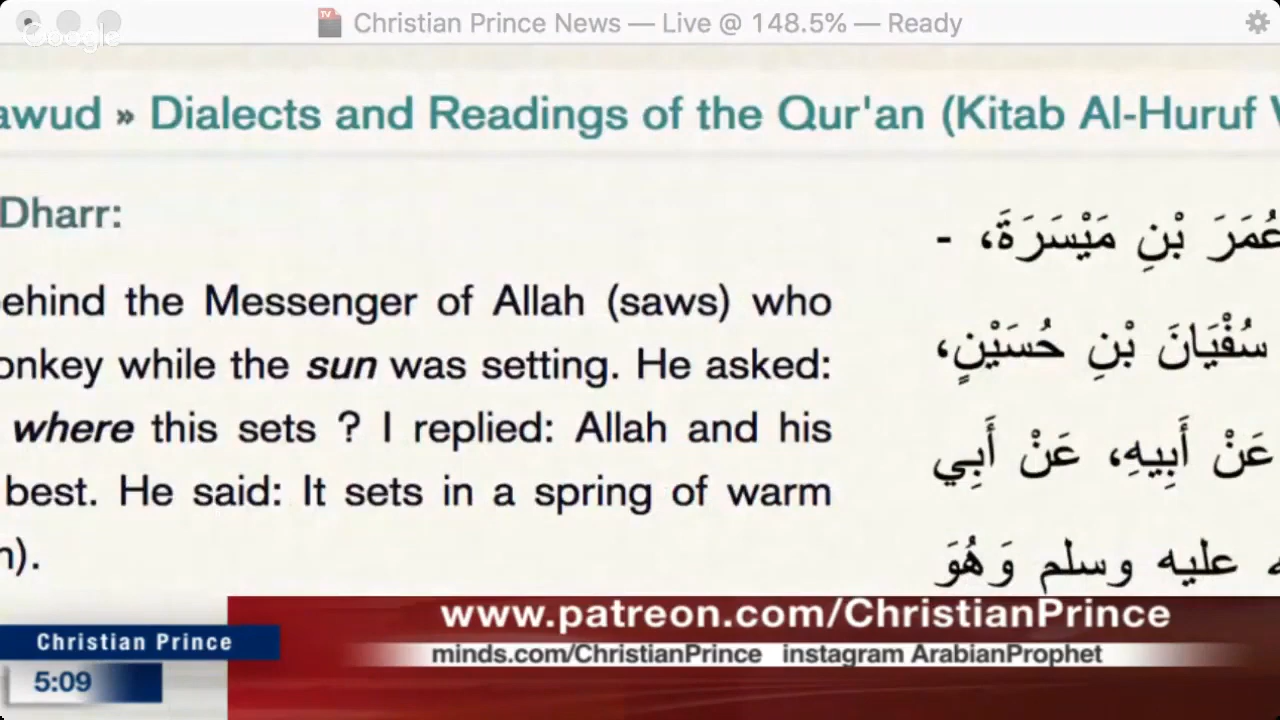 Christian Prince News — Live @ 148.5% — Ready
Google
awud » Dialects and Readings of the Qur'an (Kitab Al-Huruf
Dharr:
ehind the Messenger of Allah (saws) who
onkey while the sun was setting. He asked:
where this sets ? I replied: Allah and his
best. He said: It sets in a spring of warm
n).
عُمَرَ بْنِ مَيْسَرَةَ، -
سُفْيَانَ بْنِ حُسَيْنٍ،
عَنْ أَبِيهِ، عَنْ أَبِي
ه عليه وسلم وَهُوَ
www.patreon.com/ChristianPrince
minds.com/ChristianPrince instagram ArabianProphet
Christian Prince
5:09